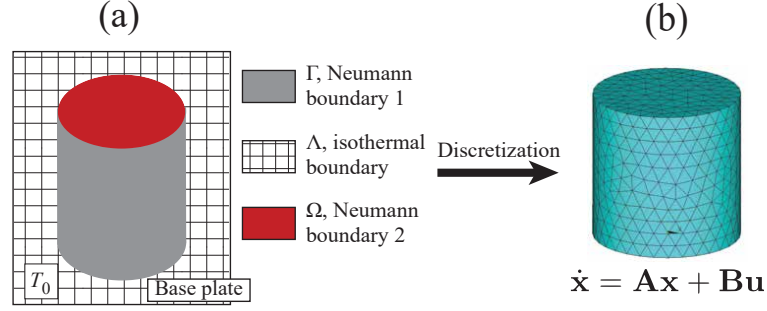 (a)
Γ, Neumann
boundary 1
Λ, isothermal
boundary
Ω, Neumann
boundary 2
T₀
Base plate
Discretization
(b)
ẋ = Ax + Bu